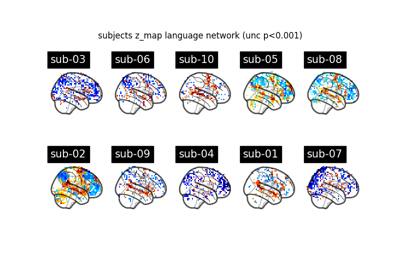 subjects z_map language network (unc p<0.001)
sub-03 sub-06 sub-10 sub-05 sub-08
sub-02 sub-09 sub-04 sub-01 sub-07